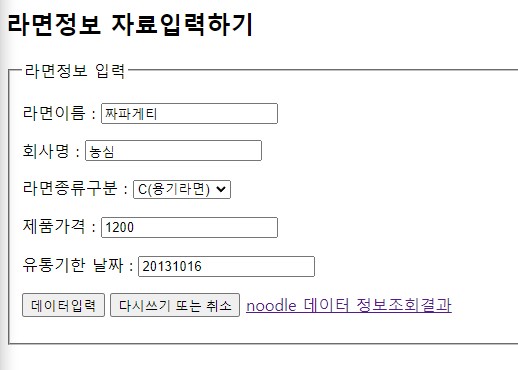 라면정보 자료입력하기
라면정보 입력
라면이름 : 짜파게티
회사명 : 농심
라면종류구분 : C(용기라면)
제품가격 : 1200
유통기한 날짜 : 20131016
데이터입력 다시쓰기 또는 취소 noodle 데이터 정보조회결과